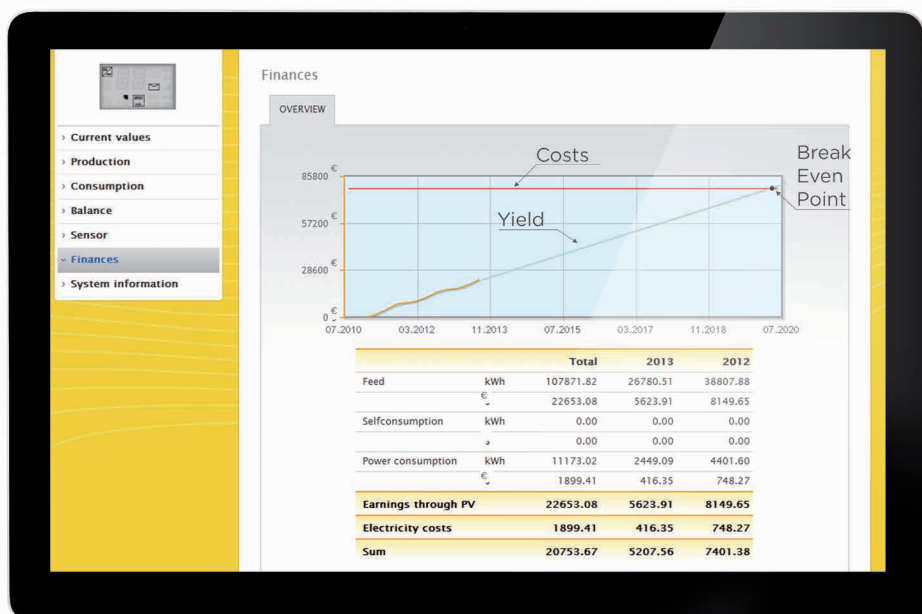 Current values
Production
Consumption
Balance
Sensor
Finances
System information
Finances
OVERVIEW
Costs
Yield
Break
Even
Point
85800 €
57200 €
28600 €
0 €
07.2010 03.2012 11.2013 07.2015 03.2017 11.2018 07.2020
Total 2013 2012
Feed kWh 107871.82 26780.51 38807.88
€ 22653.08 5623.91 8149.65
Selfconsumption kWh 0.00 0.00 0.00
0.00 0.00 0.00
Power consumption kWh 11173.02 2449.09 4401.60
€ 1899.41 416.35 748.27
Earnings through PV 22653.08 5623.91 8149.65
Electricity costs 1899.41 416.35 748.27
Sum 20753.67 5207.56 7401.38